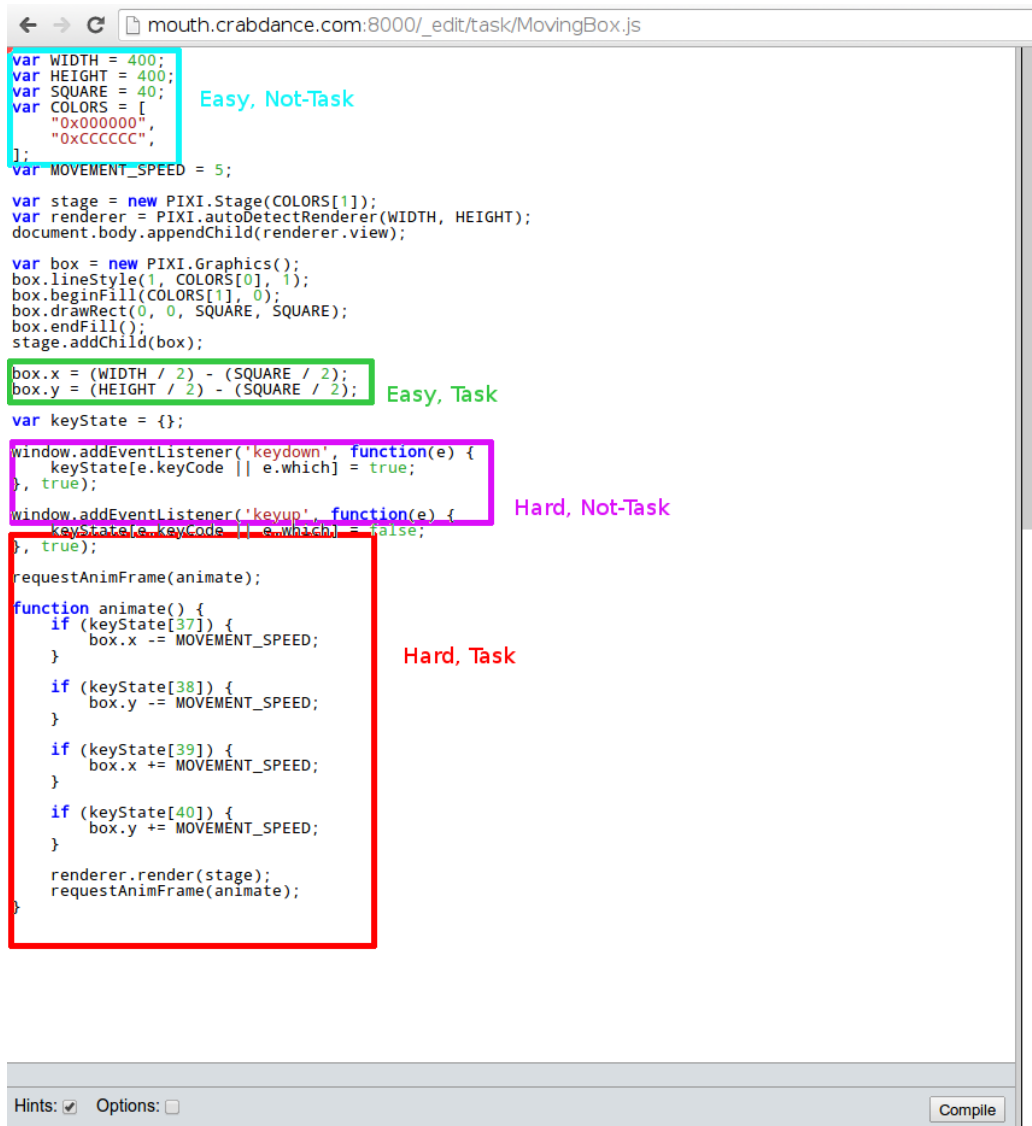 mouth.crabdance.com:8000/_edit/task/MovingBox.js
var WIDTH = 400;
var HEIGHT = 400;
var SQUARE = 40;
Easy, Not-Task
var COLORS = [
    "0x000000",
    "0xCCCCCC",
];
var MOVEMENT_SPEED = 5;
var stage = new PIXI.Stage(COLORS[1]);
var renderer = PIXI.autoDetectRenderer(WIDTH, HEIGHT);
document.body.appendChild(renderer.view);
var box = new PIXI.Graphics();
box.lineStyle(1, COLORS[0], 1);
box.beginFill(COLORS[1], 0);
box.drawRect(0, 0, SQUARE, SQUARE);
box.endFill();
stage.addChild(box);
box.x = (WIDTH / 2) - (SQUARE / 2);
box.y = (HEIGHT / 2) - (SQUARE / 2);
Easy, Task
var keyState = {};
window.addEventListener('keydown', function(e) {
    keyState[e.keyCode || e.which] = true;
}, true);
Hard, Not-Task
window.addEventListener('keyup', function(e) {
    keyState[e.keyCode || e.which] = false;
}, true);
requestAnimFrame(animate);
function animate() {
    if (keyState[37]) {
        box.x -= MOVEMENT_SPEED;
    }
Hard, Task
    if (keyState[38]) {
        box.y -= MOVEMENT_SPEED;
    }
    if (keyState[39]) {
        box.x += MOVEMENT_SPEED;
    }
    if (keyState[40]) {
        box.y += MOVEMENT_SPEED;
    }
    renderer.render(stage);
    requestAnimFrame(animate);
}
Hints: Options: Compile